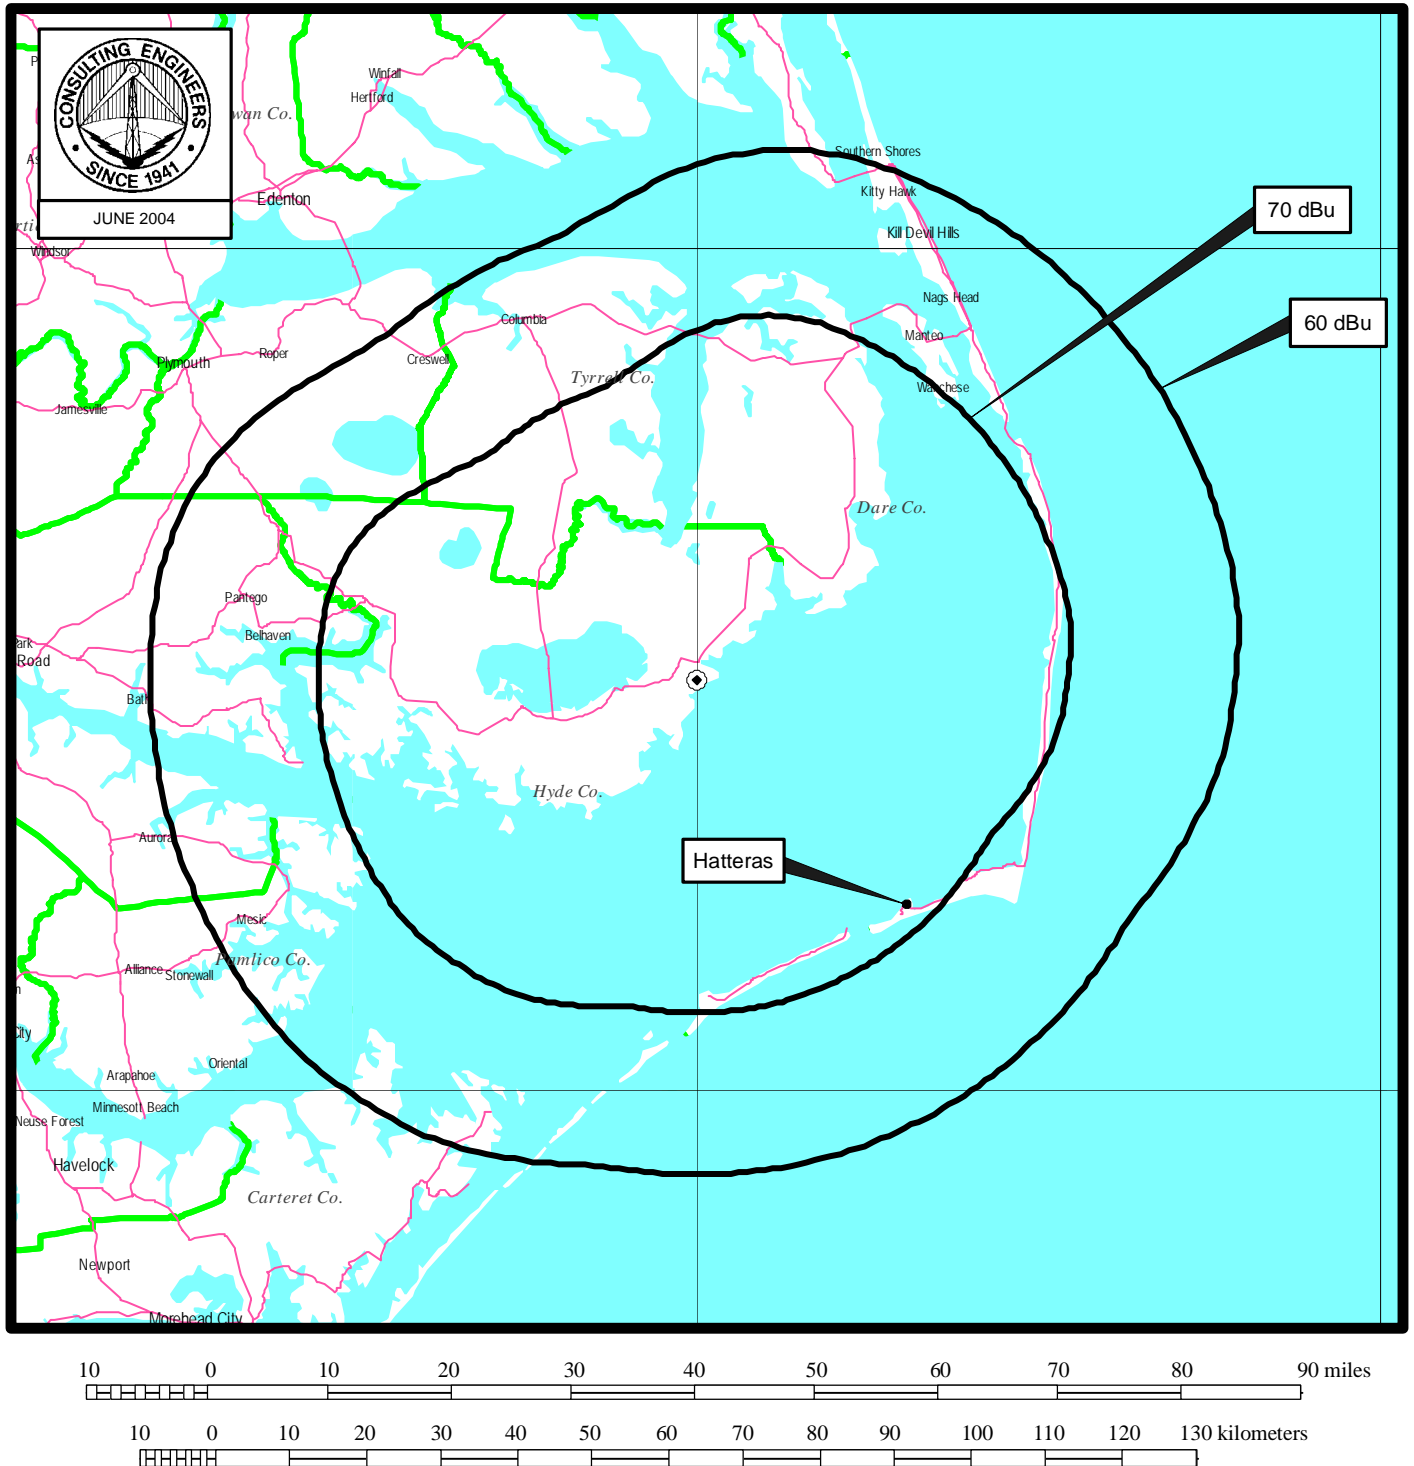 CONSULTING ENGINEERS
SINCE 1941
JUNE 2004
Winfall
Hertford
wan Co.
Edenton
Windsor
Southern Shores
Kitty Hawk
Kill Devil Hills
70 dBu
60 dBu
Nags Head
Manteo
Wanchese
Columbia
Creswell
Roper
Plymouth
Jamesville
Tyrrell Co.
Dare Co.
Pantego
Belhaven
ark
Road
Bath
Hyde Co.
Aurora
Hatteras
Mesic
Pamlico Co.
Alliance
Stonewall
City
Oriental
Arapahoe
Minnesott Beach
Neuse Forest
Havelock
Carteret Co.
Newport
Morehead City
10 0 10 20 30 40 50 60 70 80 90 miles
10 0 10 20 30 40 50 60 70 80 90 100 110 120 130 kilometers